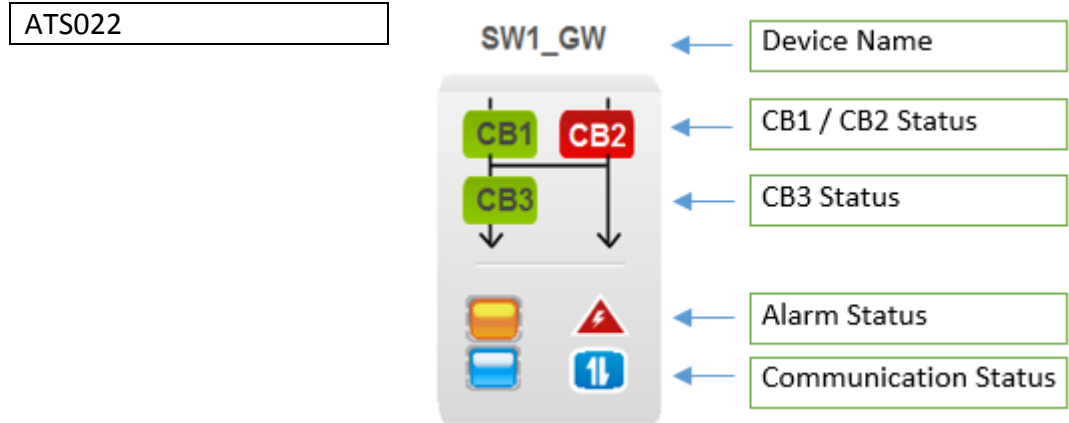 ATS022
SW1_GW
Device Name
CB1 CB2
CB1 / CB2 Status
CB3
CB3 Status
Alarm Status
Communication Status